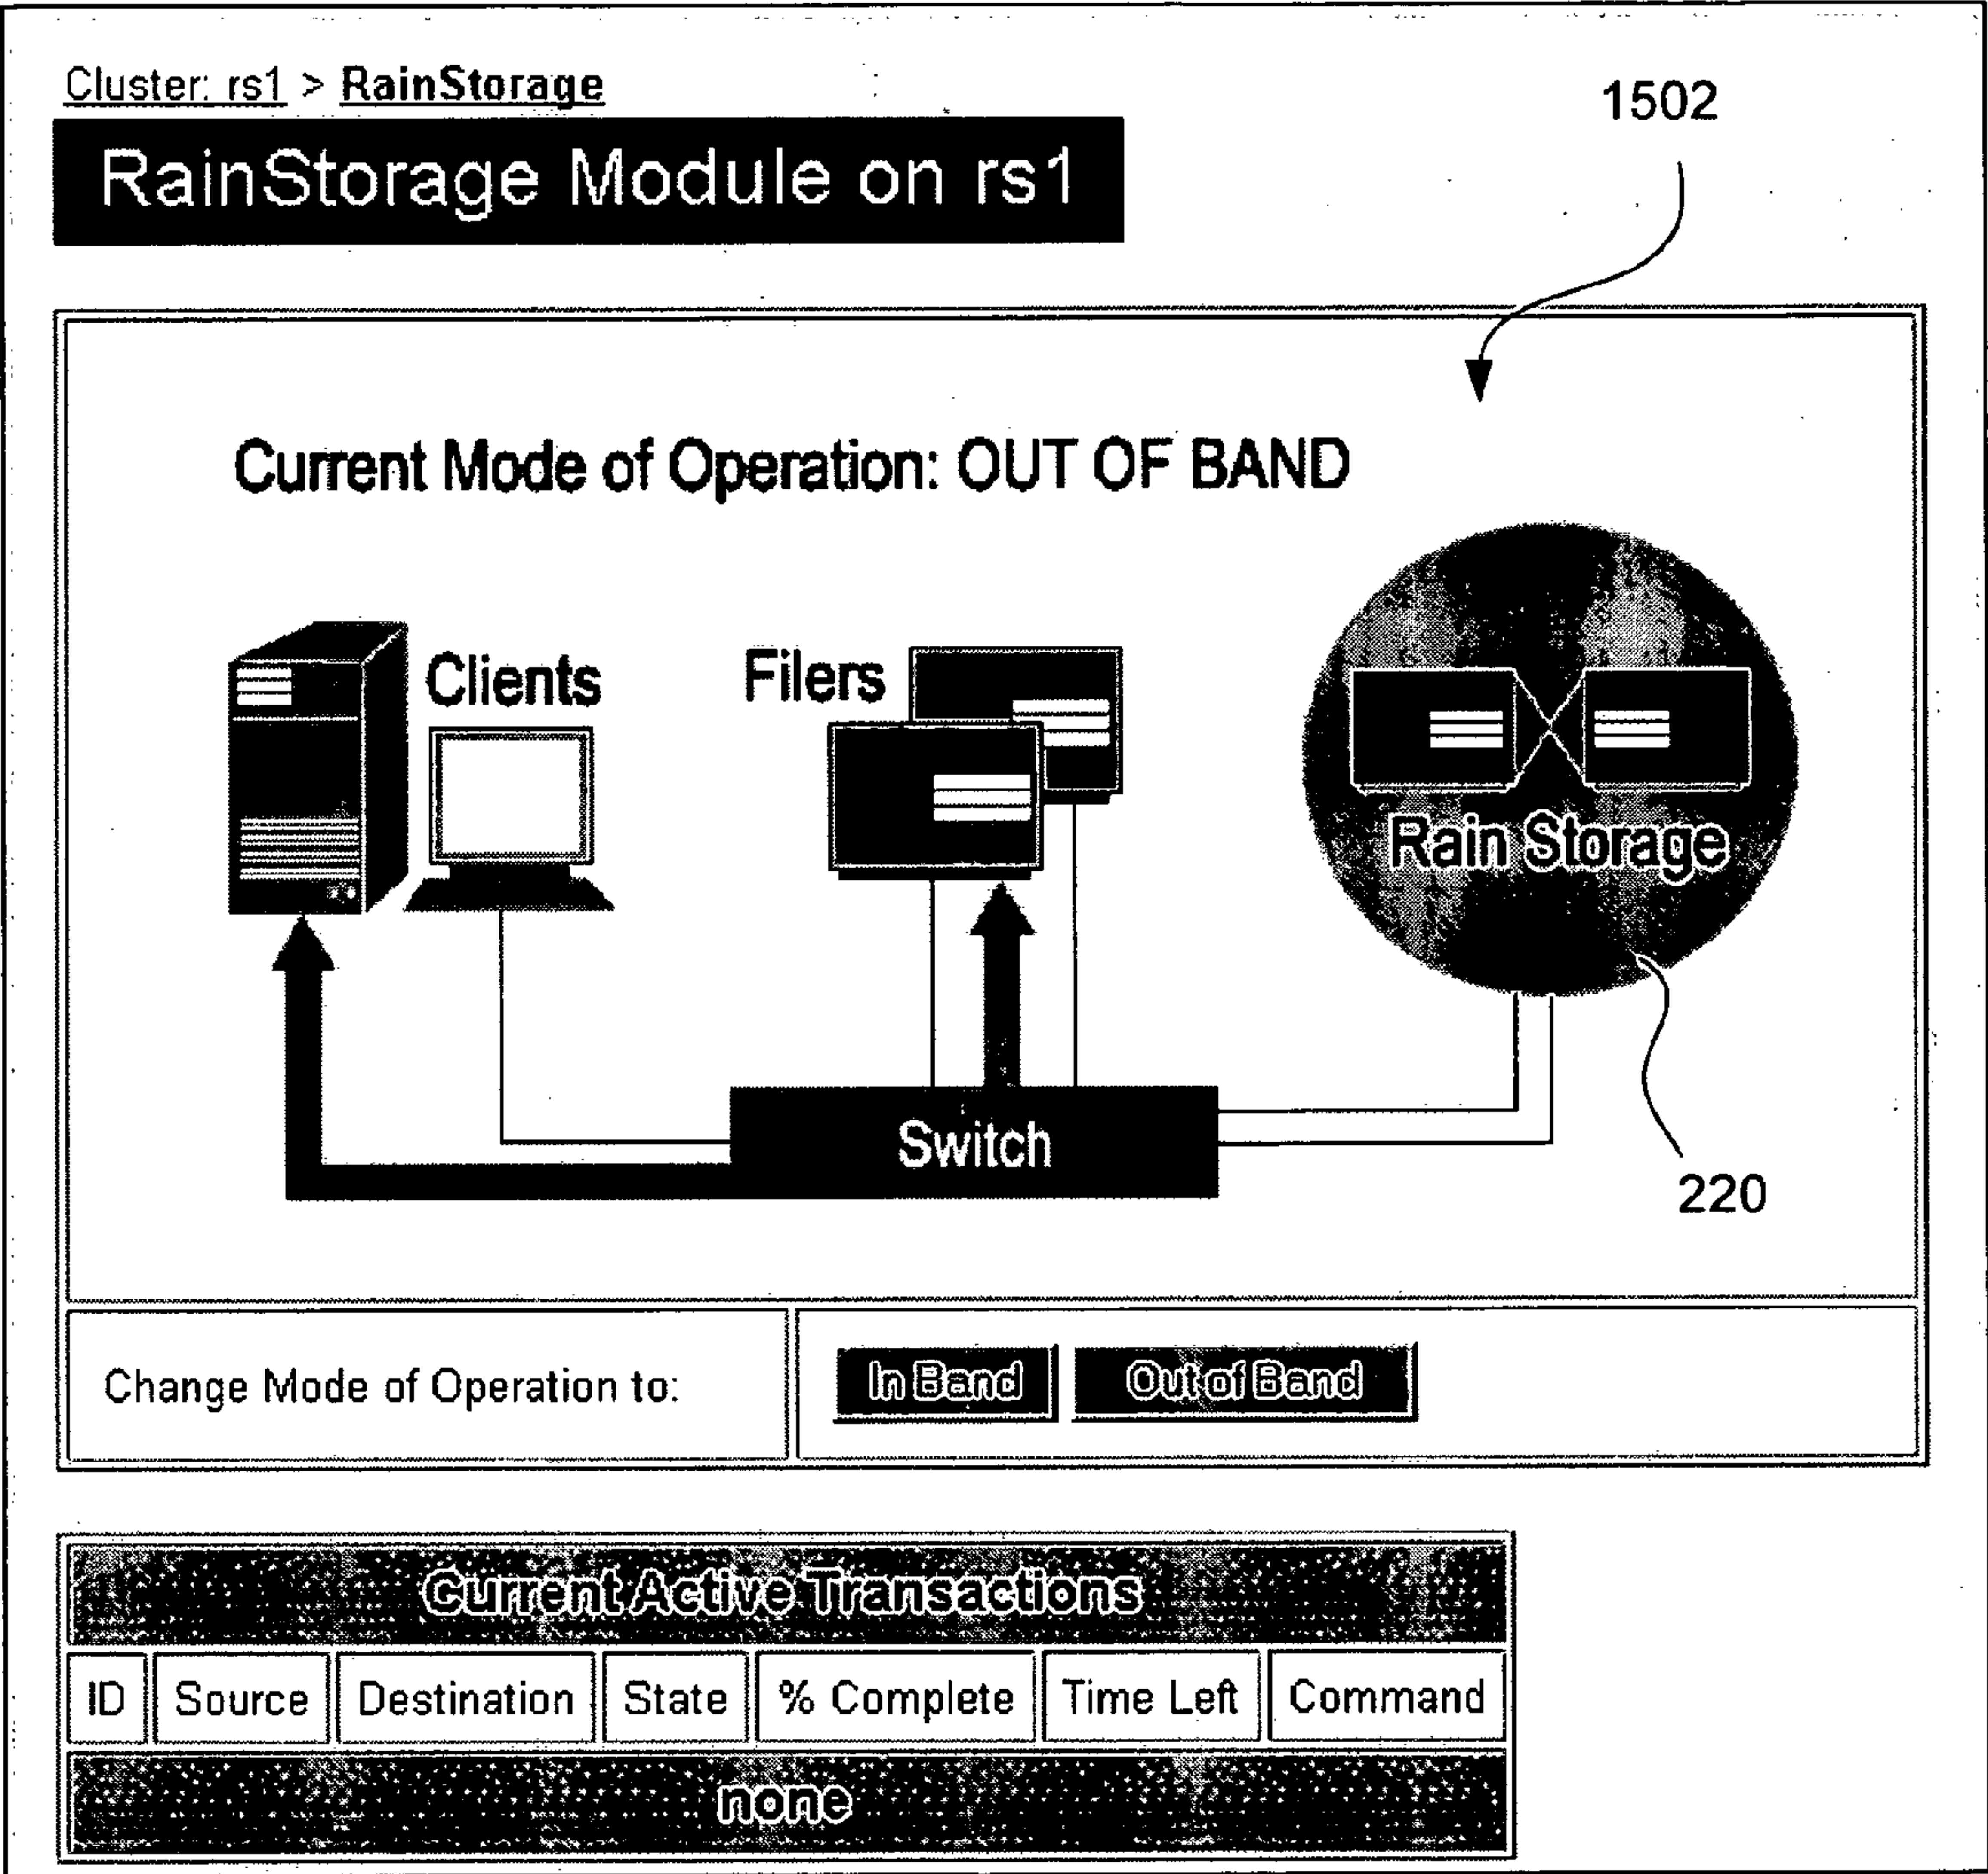 Cluster: rs1 > RainStorage
1502
RainStorage Module on rs1
Current Mode of Operation: OUT OF BAND
Clients
Filers
Rain Storage
Switch
220
Change Mode of Operation to:
In Band
Out of Band
Current Active Transactions
ID Source Destination State % Complete Time Left Command
none